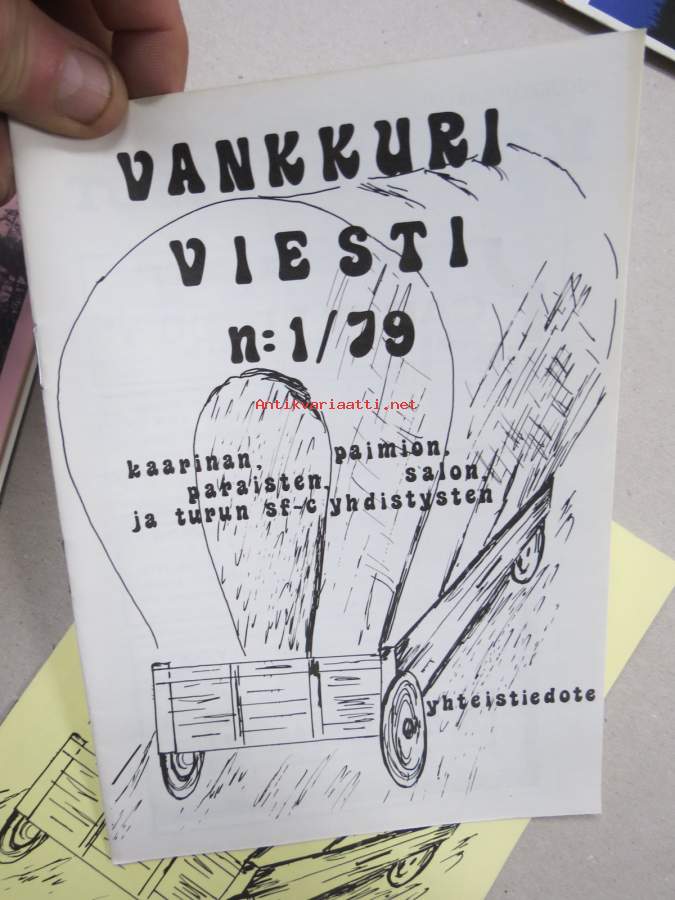 VANKKURI
VIESTI
n:1/79
Antikvariaatti.net
kaarinan, paimion,
paraisten, salon,
ja turun sf-c yhdistysten
yhteistiedote